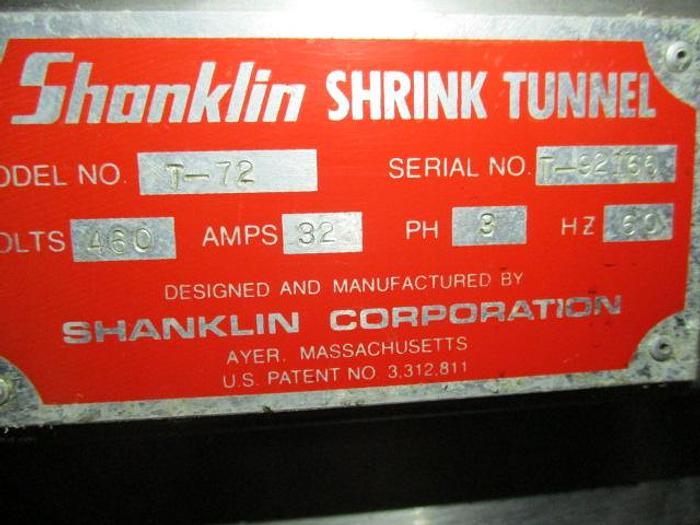 Shanklin SHRINK TUNNEL
ODEL NO. T-72 SERIAL NO. T-92166
OLTS 460 AMPS 32 PH 3 HZ 60
DESIGNED AND MANUFACTURED BY
SHANKLIN CORPORATION
AYER, MASSACHUSETTS
U.S. PATENT NO 3,312,811